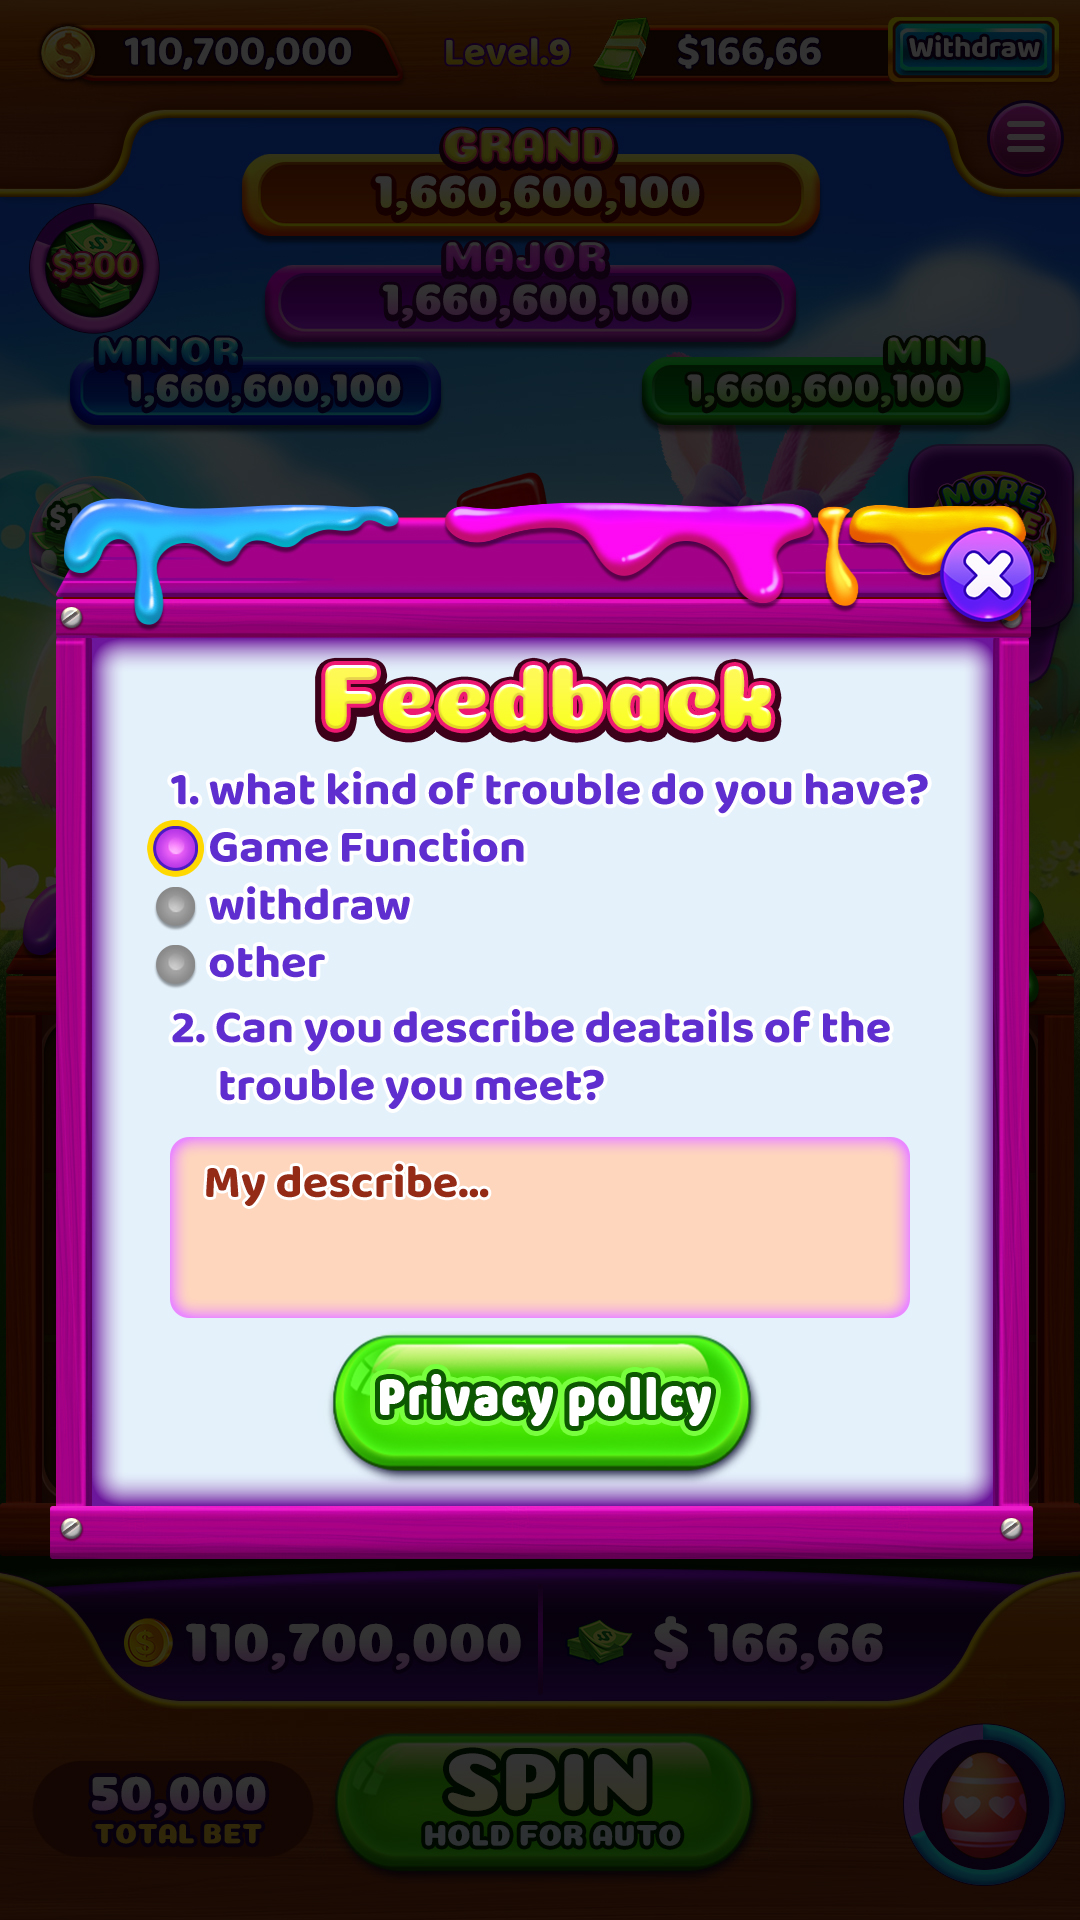 110,700,000
Level.9
$166,66
Withdraw
GRAND
1,660,600,100
$300
MAJOR
1,660,600,100
MINOR
1,660,600,100
MINI
1,660,600,100
MORE
Feedback
1. what kind of trouble do you have?
Game Function
withdraw
other
2. Can you describe deatails of the
trouble you meet?
My describe...
Privacy pollcy
110,700,000
$ 166,66
50,000
TOTAL BET
SPIN
HOLD FOR AUTO